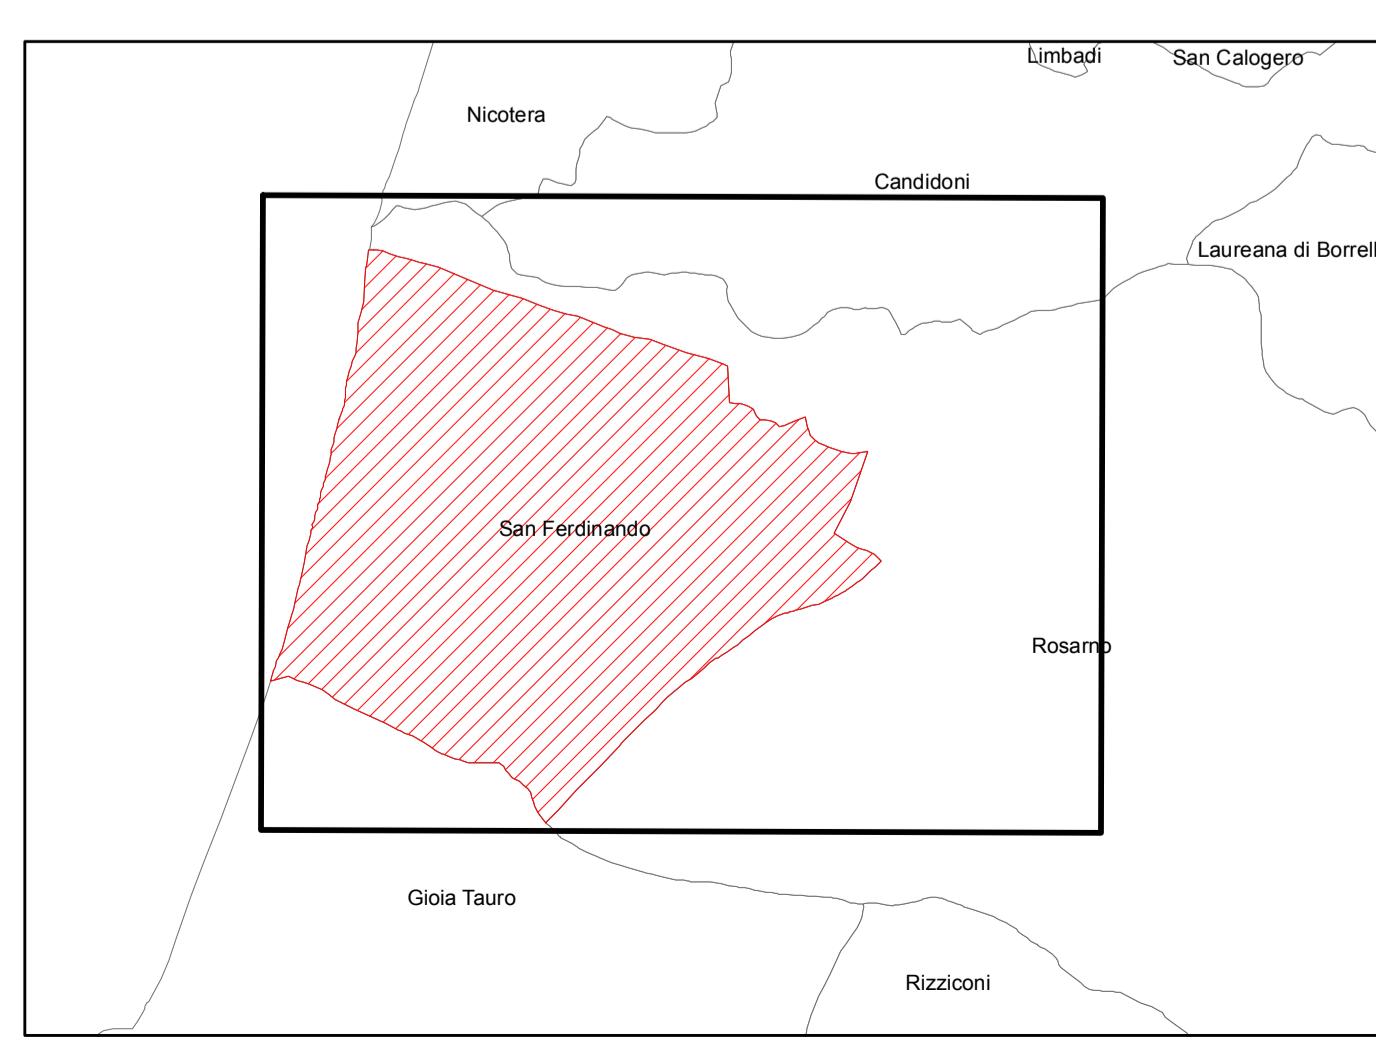 Limbadi
San Calogero
Nicotera
Candidoni
Laureana di Borrell
San Ferdinando
Rosarno
Gioia Tauro
Rizziconi